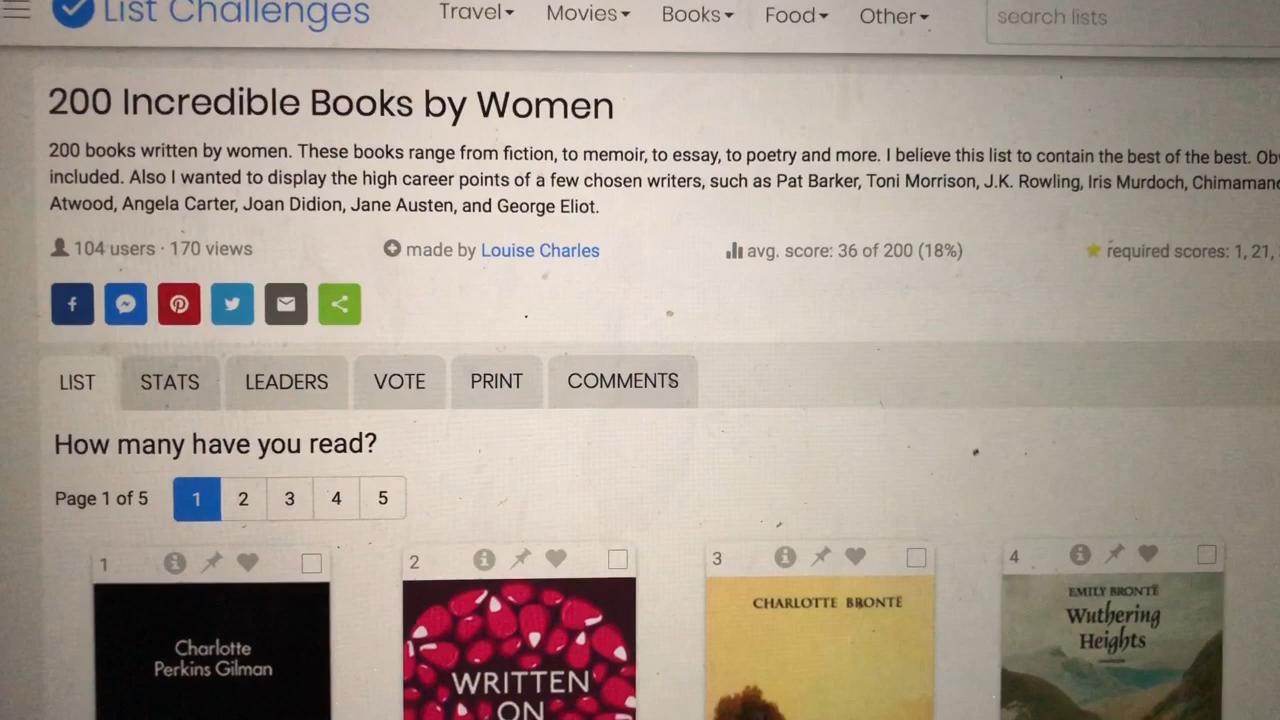 List Challenges
Travel
Movies
Books
Food
Other
search lists
200 Incredible Books by Women
200 books written by women. These books range from fiction, to memoir, to essay, to poetry and more. I believe this list to contain the best of the best.
included. Also I wanted to display the high career points of a few chosen writers, such as Pat Barker, Toni Morrison, J.K. Rowling, Iris Murdoch,
Atwood, Angela Carter, Joan Didion, Jane Austen, and George Eliot.
104 users · 170 views
made by Louise Charles
avg. score: 36 of 200 (18%)
required scores: 1, 21,
LIST
STATS
LEADERS
VOTE
PRINT
COMMENTS
How many have you read?
Page 1 of 5
1
2
3
4
5
1
2
3
4
Charlotte
Perkins Gilman
WRITTEN
ON
CHARLOTTE BRONTË
EMILY BRONTË
Wuthering
Heights